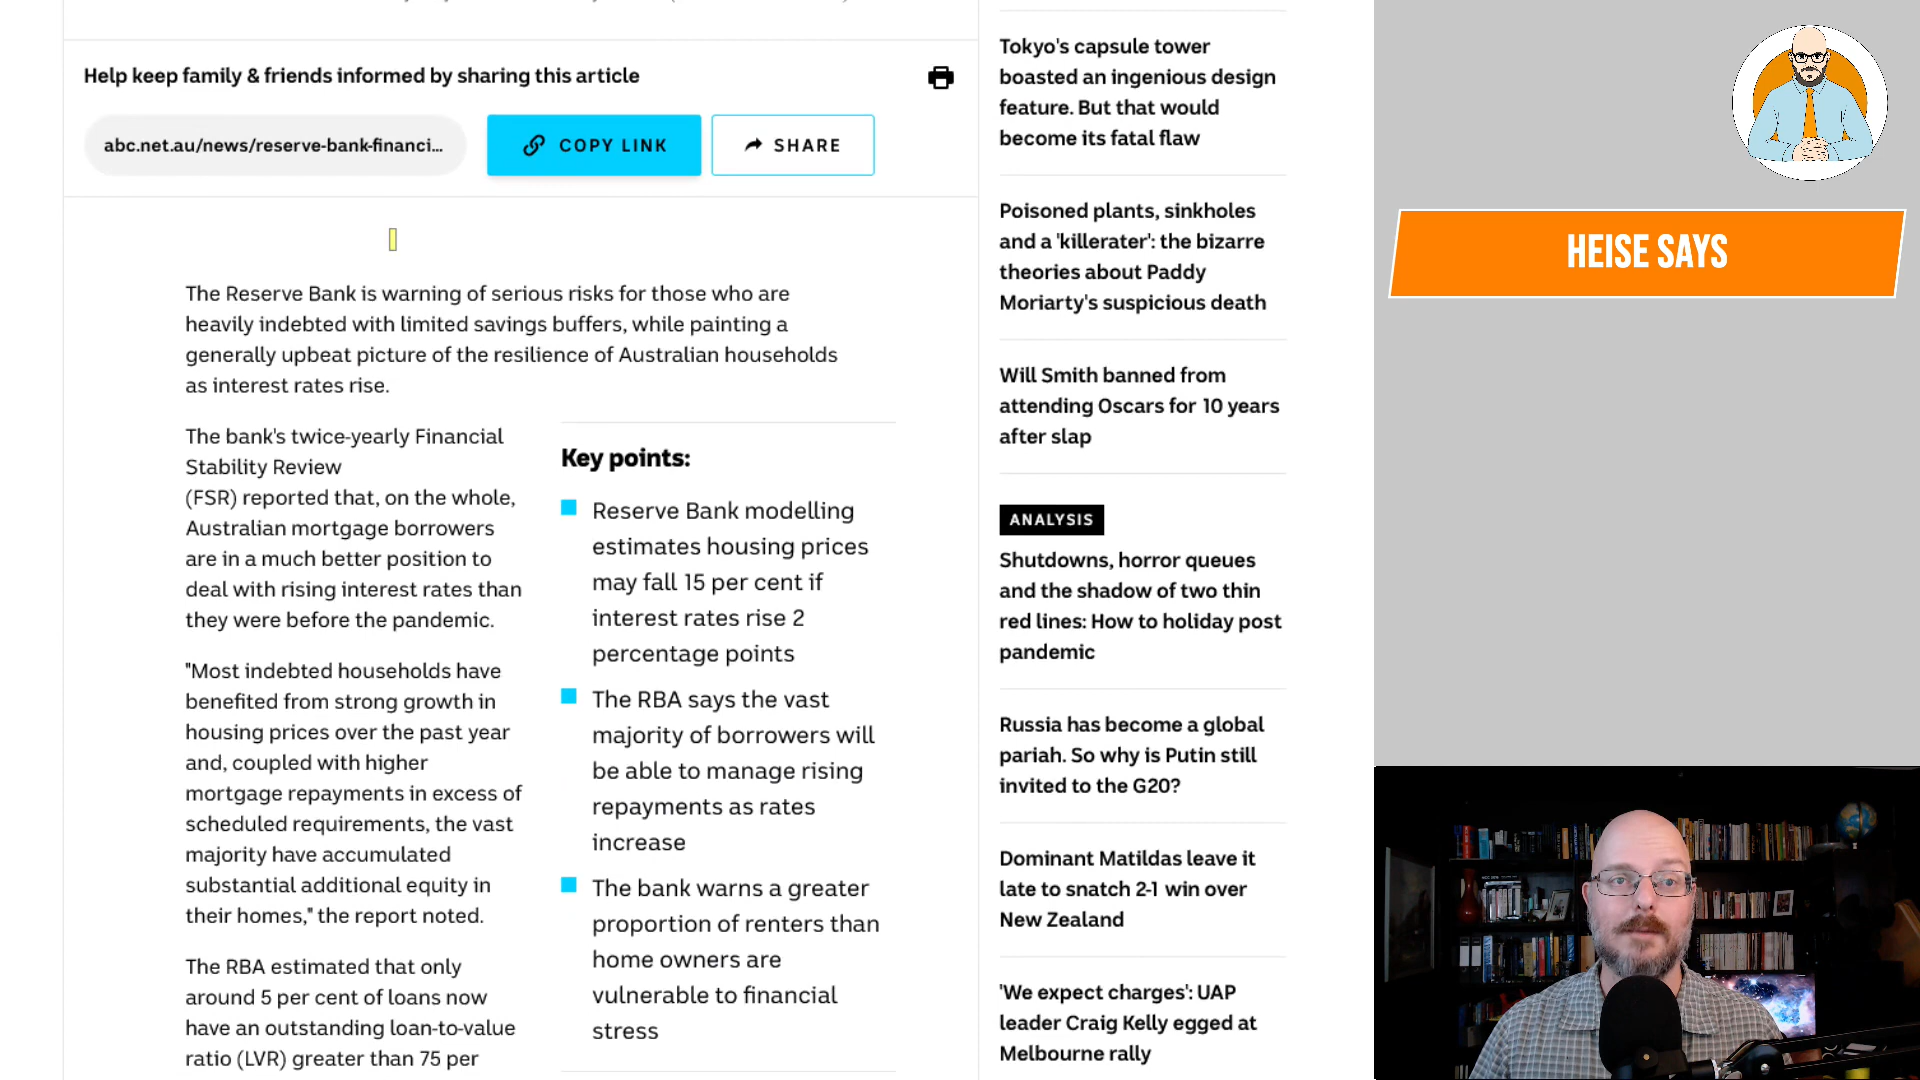 Help keep family & friends informed by sharing this article
abc.net.au/news/reserve-bank-financi...
COPY LINK
SHARE
The Reserve Bank is warning of serious risks for those who are
heavily indebted with limited savings buffers, while painting a
generally upbeat picture of the resilience of Australian households
as interest rates rise.
The bank's twice-yearly Financial
Stability Review
(FSR) reported that, on the whole,
Australian mortgage borrowers
are in a much better position to
deal with rising interest rates than
they were before the pandemic.
"Most indebted households have
benefited from strong growth in
housing prices over the past year
and, coupled with higher
mortgage repayments in excess of
scheduled requirements, the vast
majority have accumulated
substantial additional equity in
their homes," the report noted.
The RBA estimated that only
around 5 per cent of loans now
have an outstanding loan-to-value
ratio (LVR) greater than 75 per
Key points:
Reserve Bank modelling
estimates housing prices
may fall 15 per cent if
interest rates rise 2
percentage points
The RBA says the vast
majority of borrowers will
be able to manage rising
repayments as rates
increase
The bank warns a greater
proportion of renters than
home owners are
vulnerable to financial
stress
Tokyo's capsule tower
boasted an ingenious design
feature. But that would
become its fatal flaw
Poisoned plants, sinkholes
and a 'killerater': the bizarre
theories about Paddy
Moriarty's suspicious death
Will Smith banned from
attending Oscars for 10 years
after slap
ANALYSIS
Shutdowns, horror queues
and the shadow of two thin
red lines: How to holiday post
pandemic
Russia has become a global
pariah. So why is Putin still
invited to the G20?
Dominant Matildas leave it
late to snatch 2-1 win over
New Zealand
'We expect charges': UAP
leader Craig Kelly egged at
Melbourne rally
HEISE SAYS